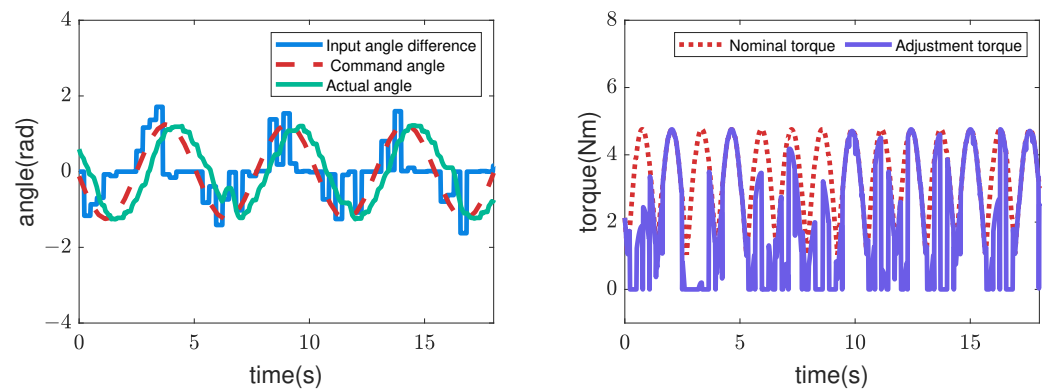 4
2
0
−2
−4
angle(rad)
Input angle difference
Command angle
Actual angle
0
5
10
15
time(s)
8
6
4
2
0
torque(Nm)
Nominal torque
Adjustment torque
0
5
10
15
time(s)